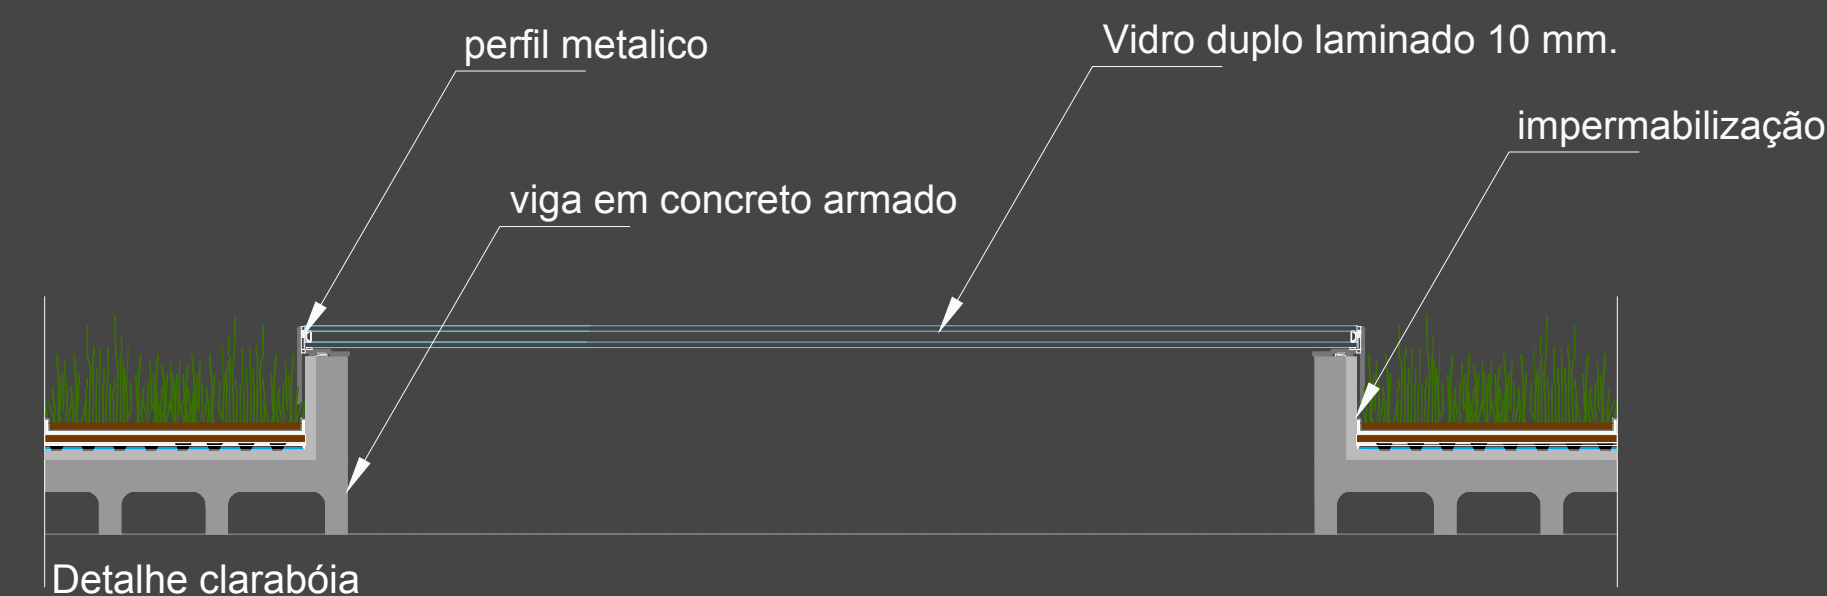 perfil metalico
Vidro duplo laminado 10 mm.
impermabilização
viga em concreto armado
Detalhe clarabóia